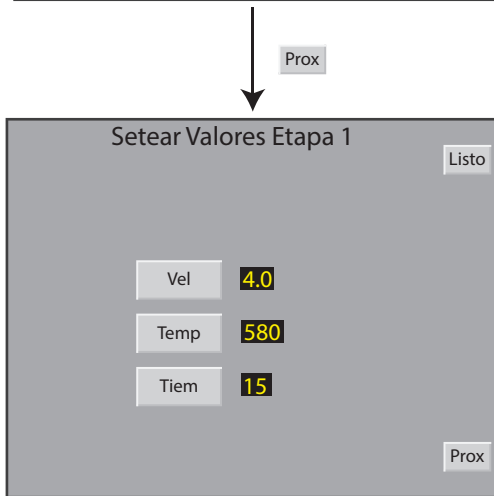 Prox
Setear Valores Etapa 1
Listo
Vel 4.0
Temp 580
Tiem 15
Prox